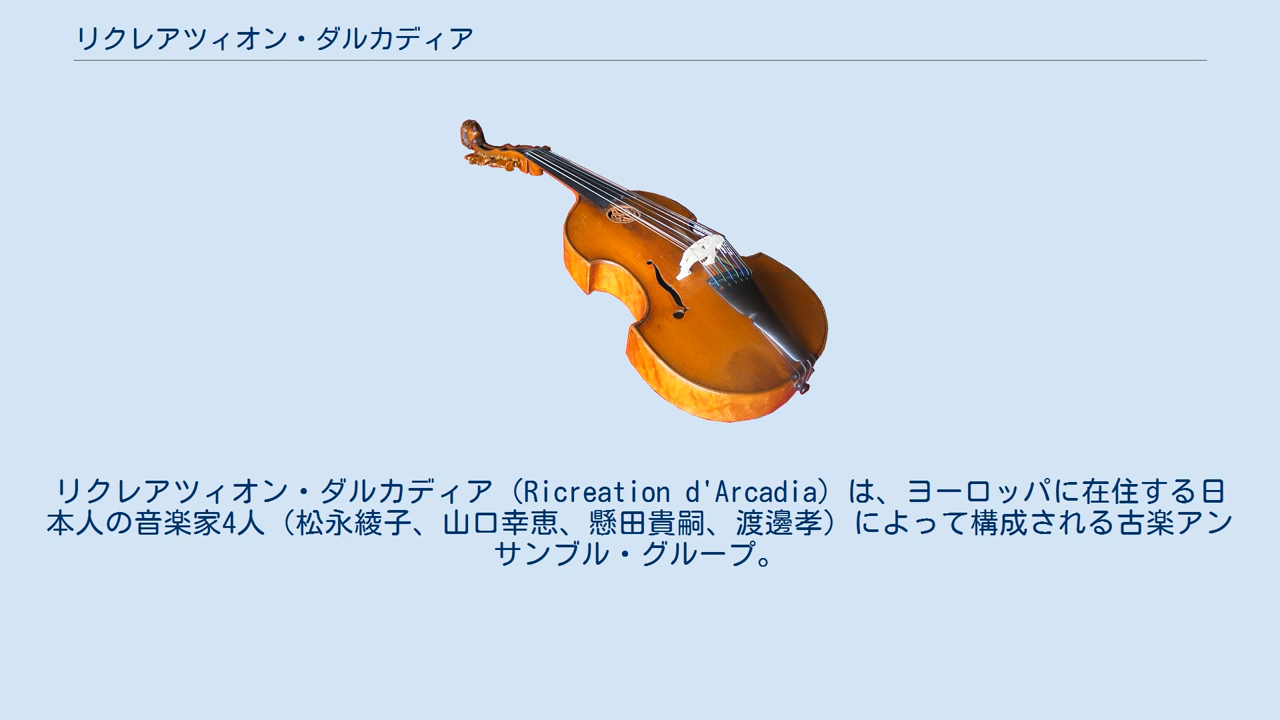 リクレアツィオン・ダルカディア
リクレアツィオン・ダルカディア（Ricreation d'Arcadia）は、ヨーロッパに在住する日
本人の音楽家4人（松永綾子、山口幸恵、懸田貴嗣、渡邊孝）によって構成される古楽アン
サンブル・グループ。